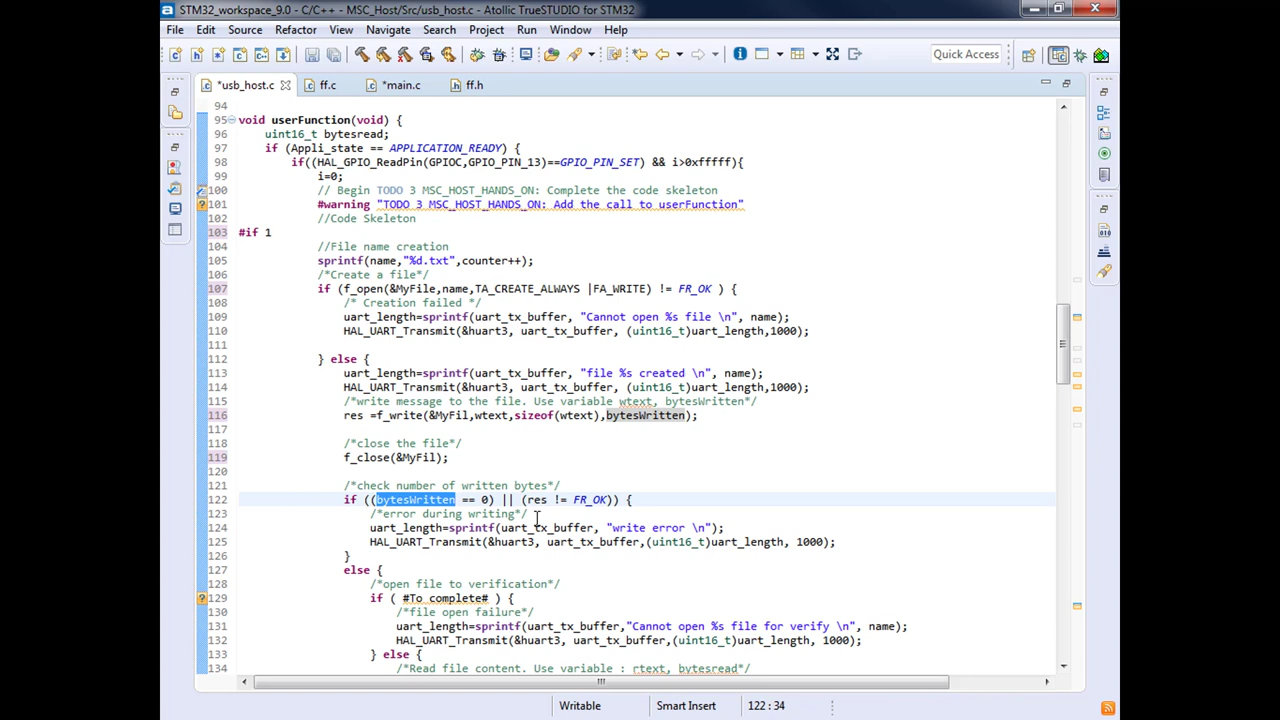 STM32_workspace_9.0 - C/C++ - MSC_Host/Src/usb_host.c - Atollic TrueSTUDIO for STM32
File Edit Source Refactor View Navigate Search Project Run Window Help
Quick Access
*usb_host.c ff.c *main.c ff.h
94
95 void userFunction(void) {
96 uint16_t bytesread;
97 if (Appli_state == APPLICATION_READY) {
98 if((HAL_GPIO_ReadPin(GPIOC,GPIO_PIN_13)==GPIO_PIN_SET) && i>0xfffff){
99 i=0;
100 // Begin TODO 3 MSC_HOST_HANDS_ON: Complete the code skeleton
101 #warning "TODO 3 MSC_HOST_HANDS_ON: Add the call to userFunction"
102 //Code Skeleton
103 #if 1
104 //File name creation
105 sprintf(name,"%d.txt",counter++);
106 /*Create a file*/
107 if (f_open(&MyFile,name,TA_CREATE_ALWAYS |FA_WRITE) != FR_OK ) {
108 /* Creation failed */
109 uart_length=sprintf(uart_tx_buffer, "Cannot open %s file \n", name);
110 HAL_UART_Transmit(&huart3, uart_tx_buffer, (uint16_t)uart_length,1000);
111
112 } else {
113 uart_length=sprintf(uart_tx_buffer, "file %s created \n", name);
114 HAL_UART_Transmit(&huart3, uart_tx_buffer, (uint16_t)uart_length,1000);
115 /*write message to the file. Use variable wtext, bytesWritten*/
116 res =f_write(&MyFil,wtext,sizeof(wtext),bytesWritten);
117
118 /*close the file*/
119 f_close(&MyFil);
120
121 /*check number of written bytes*/
122 if ((bytesWritten == 0) || (res != FR_OK)) {
123 /*error during writing*/
124 uart_length=sprintf(uart_tx_buffer, "write error \n");
125 HAL_UART_Transmit(&huart3, uart_tx_buffer,(uint16_t)uart_length, 1000);
126 }
127 else {
128 /*open file to verification*/
129 if ( #To complete# ) {
130 /*file open failure*/
131 uart_length=sprintf(uart_tx_buffer,"Cannot open %s file for verify \n", name);
132 HAL_UART_Transmit(&huart3, uart_tx_buffer,(uint16_t)uart_length, 1000);
133 } else {
134 /*Read file content. Use variable : rtext, bytesread*/
Writable Smart Insert 122 : 34